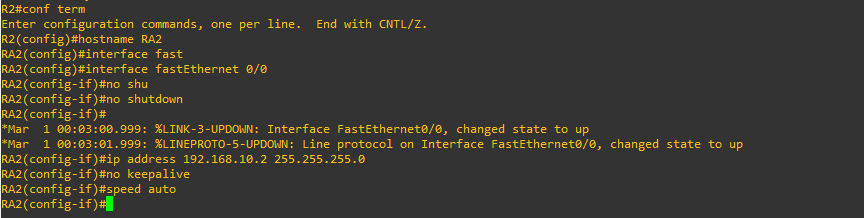 R2#conf term
Enter configuration commands, one per line.  End with CNTL/Z.
R2(config)#hostname RA2
RA2(config)#interface fast
RA2(config)#interface fastEthernet 0/0
RA2(config-if)#no shu
RA2(config-if)#no shutdown
RA2(config-if)#
*Mar  1 00:03:00.999: %LINK-3-UPDOWN: Interface FastEthernet0/0, changed state to up
*Mar  1 00:03:01.999: %LINEPROTO-5-UPDOWN: Line protocol on Interface FastEthernet0/0, changed state to up
RA2(config-if)#ip address 192.168.10.2 255.255.255.0
RA2(config-if)#no keepalive
RA2(config-if)#speed auto
RA2(config-if)#